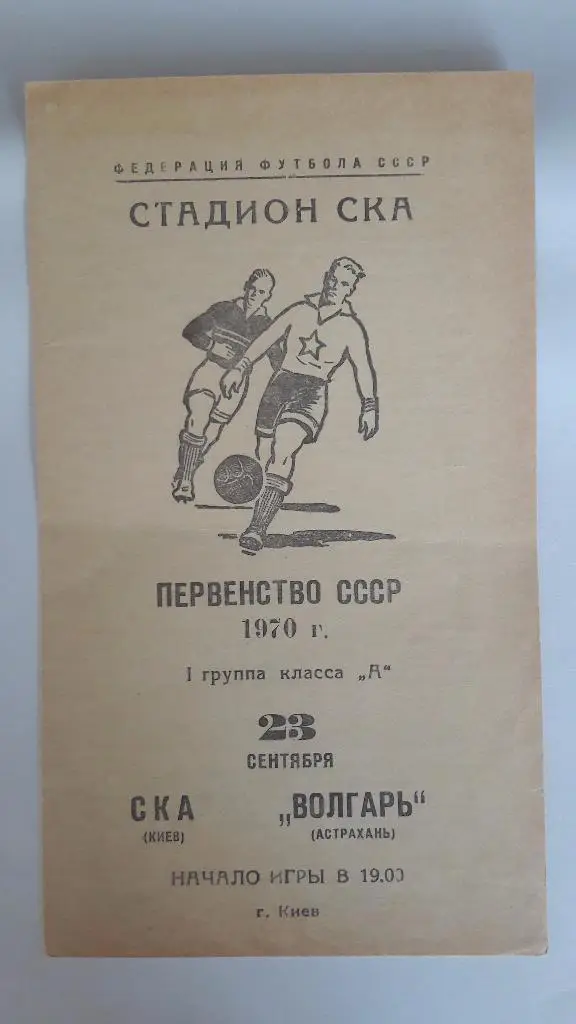 ФЕДЕРАЦИЯ ФУТБОЛА СССР
СТАДИОН СКА
ПЕРВЕНСТВО СССР
1970 г.
I группа класса „А“
23
СЕНТЯБРЯ
СКА „ВОЛГАРЬ“
(КИЕВ) (АСТРАХАНЬ)
НАЧАЛО ИГРЫ В 19.00
г. Киев